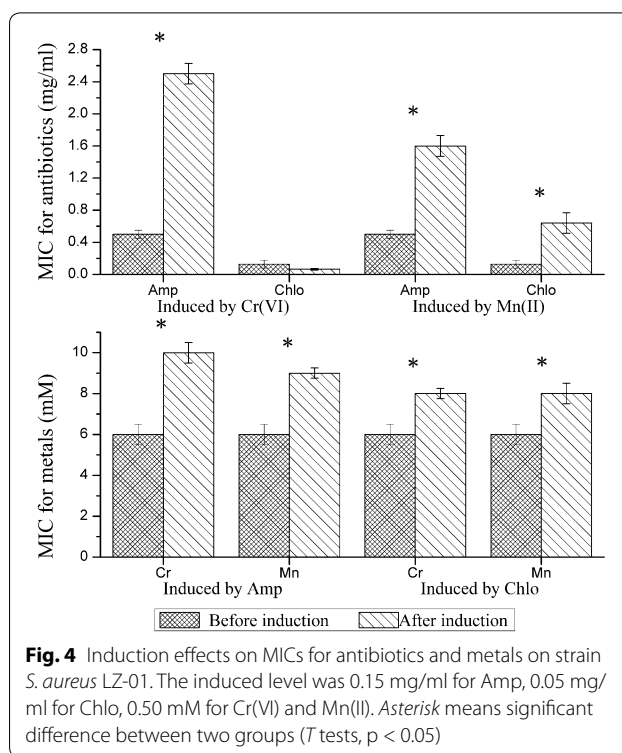 MIC for antibiotics (mg/ml)
2.8
2.4
2.0
1.6
1.2
0.8
0.4
0.0
*
*
*
Amp
Chlo
Amp
Chlo
Induced by Cr(VI)
Induced by Mn(II)
MIC for metals (mM)
10
8
6
4
2
0
*
*
*
*
Cr
Mn
Cr
Mn
Induced by Amp
Induced by Chlo
Before induction
After induction
Fig. 4 Induction effects on MICs for antibiotics and metals on strain
S. aureus LZ-01. The induced level was 0.15 mg/ml for Amp, 0.05 mg/
ml for Chlo, 0.50 mM for Cr(VI) and Mn(II). Asterisk means significant
difference between two groups (T tests, p < 0.05)